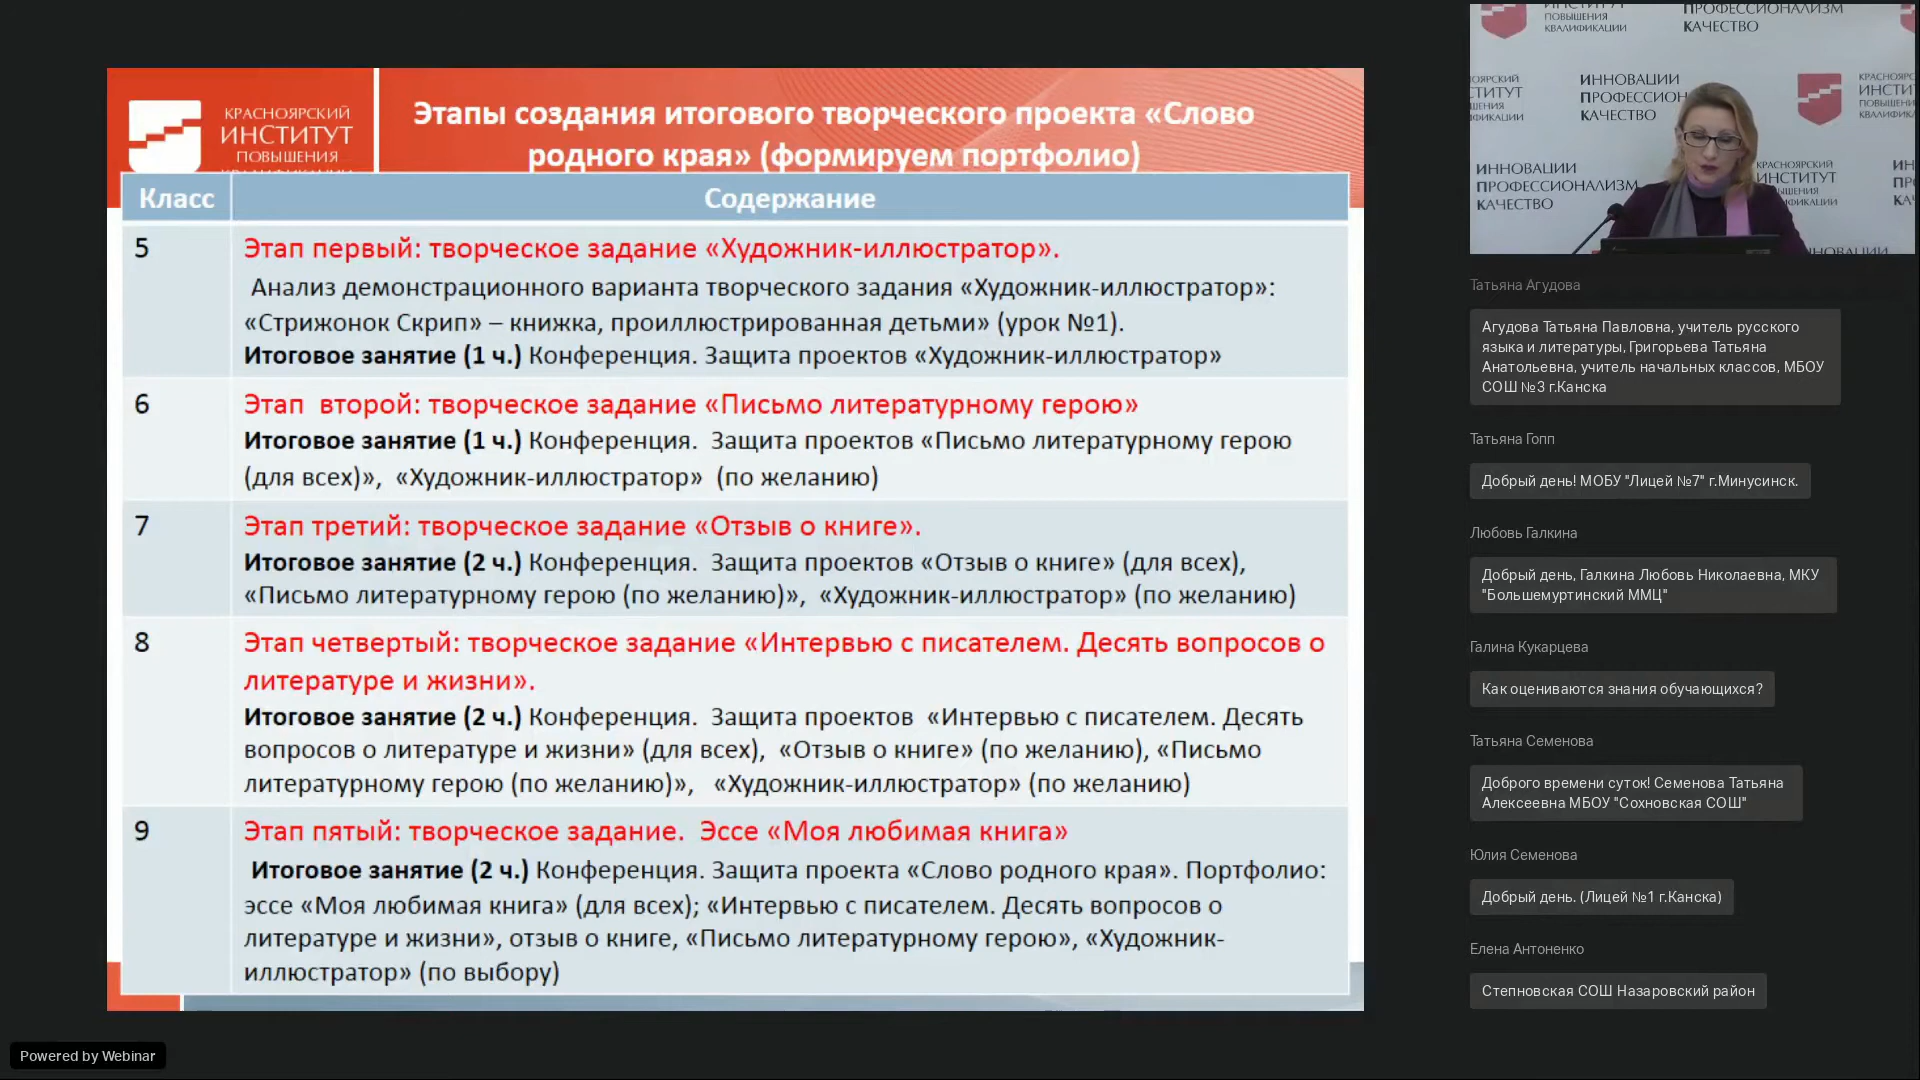 КРАСНОЯРСКИЙ
ИНСТИТУТ
ПОВЫШЕНИЯ
Этапы создания итогового творческого проекта «Слово
родного края» (формируем портфолио)
Класс
Содержание
5
Этап первый: творческое задание «Художник-иллюстратор».
Анализ демонстрационного варианта творческого задания «Художник-иллюстратор»:
«Стрижонок Скрип» – книжка, проиллюстрированная детьми» (урок №1).
Итоговое занятие (1 ч.) Конференция. Защита проектов «Художник-иллюстратор»
6
Этап второй: творческое задание «Письмо литературному герою»
Итоговое занятие (1 ч.) Конференция. Защита проектов «Письмо литературному герою
(для всех)», «Художник-иллюстратор» (по желанию)
7
Этап третий: творческое задание «Отзыв о книге».
Итоговое занятие (2 ч.) Конференция. Защита проектов «Отзыв о книге» (для всех),
«Письмо литературному герою (по желанию)», «Художник-иллюстратор» (по желанию)
8
Этап четвертый: творческое задание «Интервью с писателем. Десять вопросов о
литературе и жизни».
Итоговое занятие (2 ч.) Конференция. Защита проектов «Интервью с писателем. Десять
вопросов о литературе и жизни» (для всех), «Отзыв о книге» (по желанию), «Письмо
литературному герою (по желанию)», «Художник-иллюстратор» (по желанию)
9
Этап пятый: творческое задание. Эссе «Моя любимая книга»
Итоговое занятие (2 ч.) Конференция. Защита проекта «Слово родного края». Портфолио:
эссе «Моя любимая книга» (для всех); «Интервью с писателем. Десять вопросов о
литературе и жизни», отзыв о книге, «Письмо литературному герою», «Художник-
иллюстратор» (по выбору)
ИНСТИТУТ
ПОВЫШЕНИЯ
КВАЛИФИКАЦИИ
ПРОФЕССИОНАЛИЗМ
КАЧЕСТВО
ИННОВАЦИИ
КАЧЕСТВО
ИННОВАЦИИ
ПРОФЕССИОНАЛИЗМ
КАЧЕСТВО
КРАСНОЯРСКИЙ
ИНСТИТУТ
Татьяна Агудова
Агудова Татьяна Павловна, учитель русского
языка и литературы, Григорьева Татьяна
Анатольевна, учитель начальных классов, МБОУ
СОШ №3 г.Канска
Татьяна Гопп
Добрый день! МОБУ "Лицей №7" г.Минусинск.
Любовь Галкина
Добрый день, Галкина Любовь Николаевна, МКУ
"Большемуртинский ММЦ"
Галина Кукарцева
Как оцениваются знания обучающихся?
Татьяна Семенова
Доброго времени суток! Семенова Татьяна
Алексеевна МБОУ "Сохновская СОШ"
Юлия Семенова
Добрый день. (Лицей №1 г.Канска)
Елена Антоненко
Степновская СОШ Назаровский район
Powered by Webinar